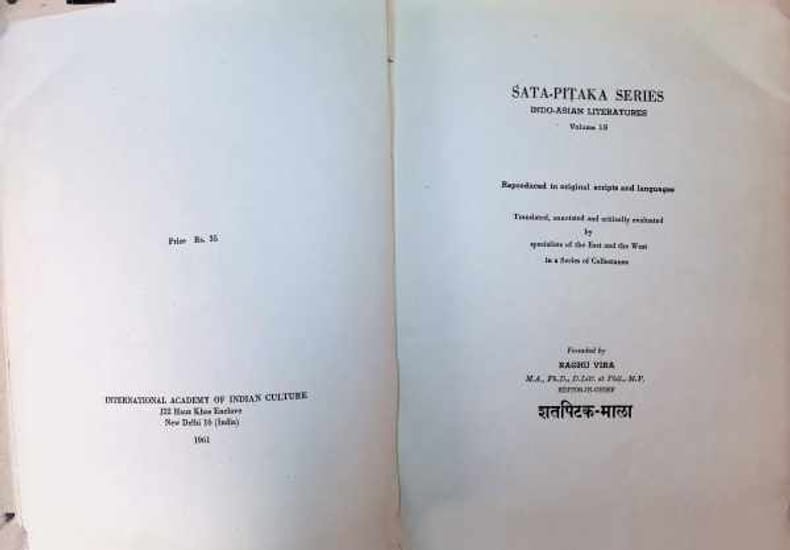 Price Rs. 35
INTERNATIONAL ACADEMY OF INDIAN CULTURE
J22 Hauz Khas Enclave
New Delhi 16 (India)
1961
ŚATA-PIṬAKA SERIES
INDO-ASIAN LITERATURES
Volume
Reproduced in original scripts and languages
Translated, annotated and critically evaluated
by
specialists of the East and the West
in a Series of Collectanea
Founded by
RAGHU VIRA
M.A., Ph.D., D.Litt. et Phil., M.P.
EDITOR-IN-CHIEF
शतपिटक-माला